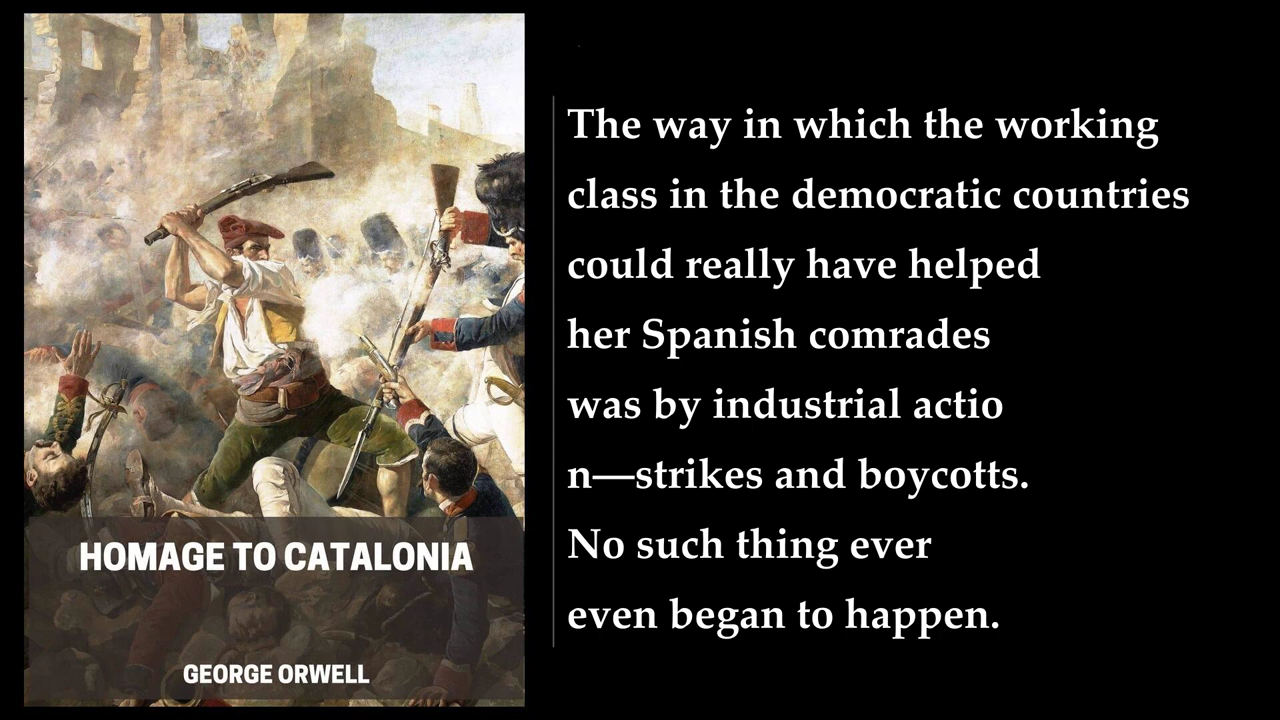 HOMAGE TO CATALONIA
GEORGE ORWELL
The way in which the working
class in the democratic countries
could really have helped
her Spanish comrades
was by industrial actio
n—strikes and boycotts.
No such thing ever
even began to happen.